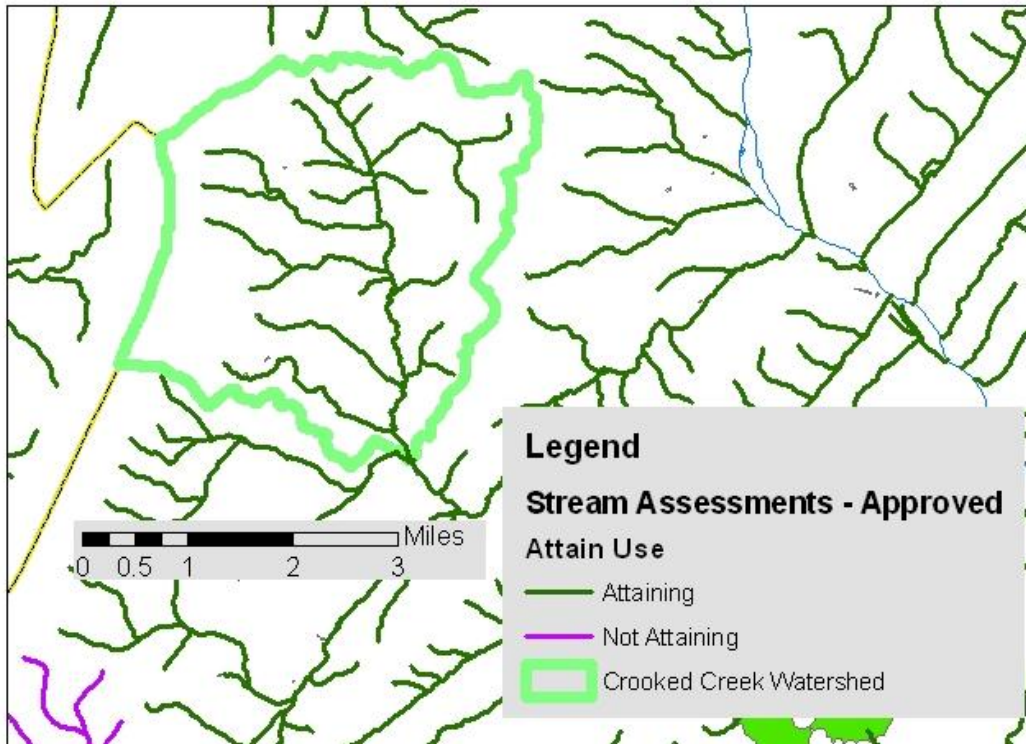 Legend
Stream Assessments - Approved
Attain Use
Attaining
Not Attaining
Crooked Creek Watershed
Miles
0 0.5 1 2 3